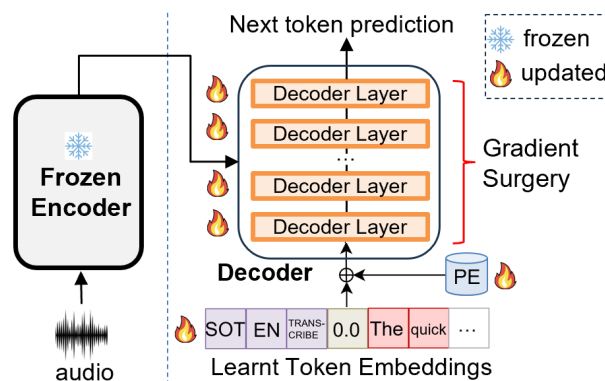 Next token prediction
frozen
updated
Decoder Layer
Decoder Layer
...
Decoder Layer
Decoder Layer
Gradient
Surgery
Frozen
Encoder
Decoder
PE
SOT EN TRANS-
CRIBE 0.0 The quick ...
Learnt Token Embeddings
audio